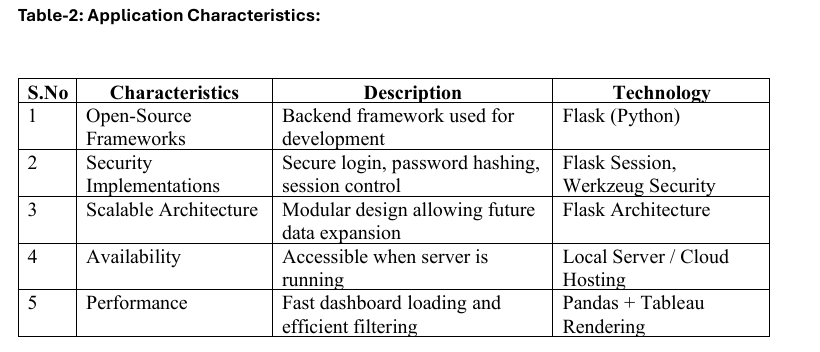 Table-2: Application Characteristics:
S.No Characteristics Description Technology
1 Open-Source Backend framework used for Flask (Python)
Frameworks development
2 Security Secure login, password hashing, Flask Session,
Implementations session control Werkzeug Security
3 Scalable Architecture Modular design allowing future Flask Architecture
data expansion
4 Availability Accessible when server is Local Server / Cloud
running Hosting
5 Performance Fast dashboard loading and Pandas + Tableau
efficient filtering Rendering